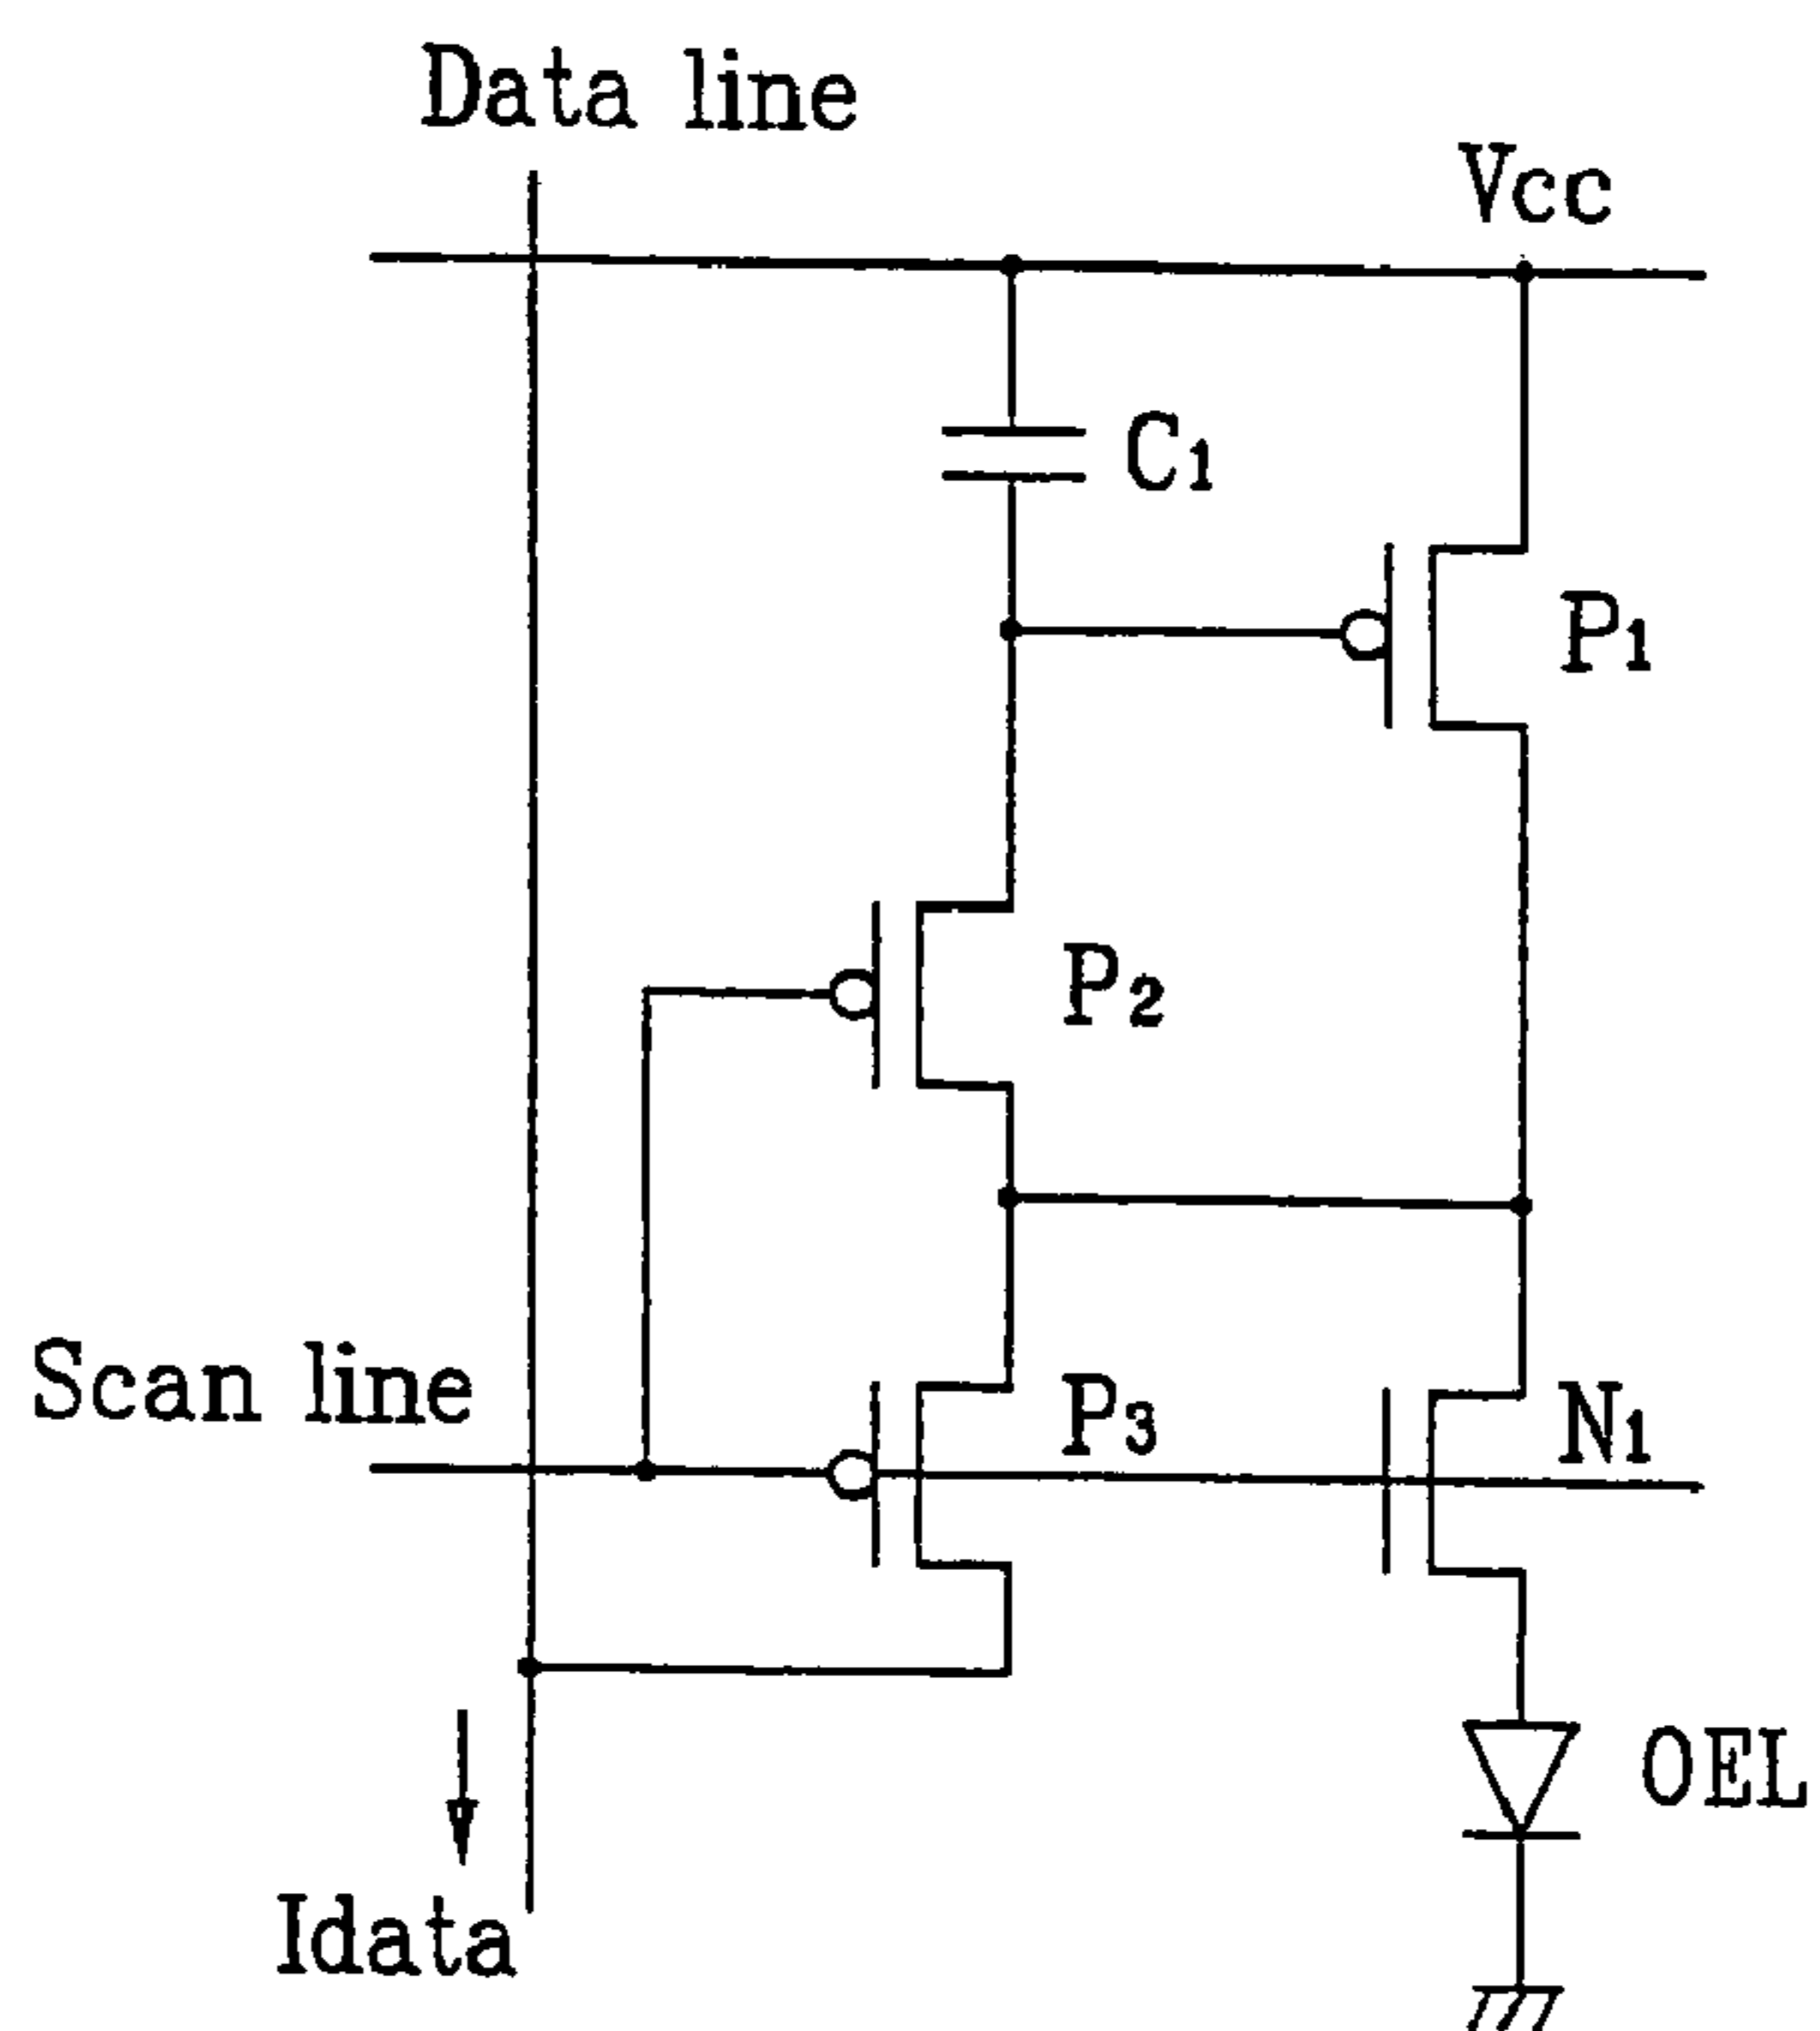 Data line
Vcc
C1
P1
P2
Scan line
P3
N1
OEL
Idata